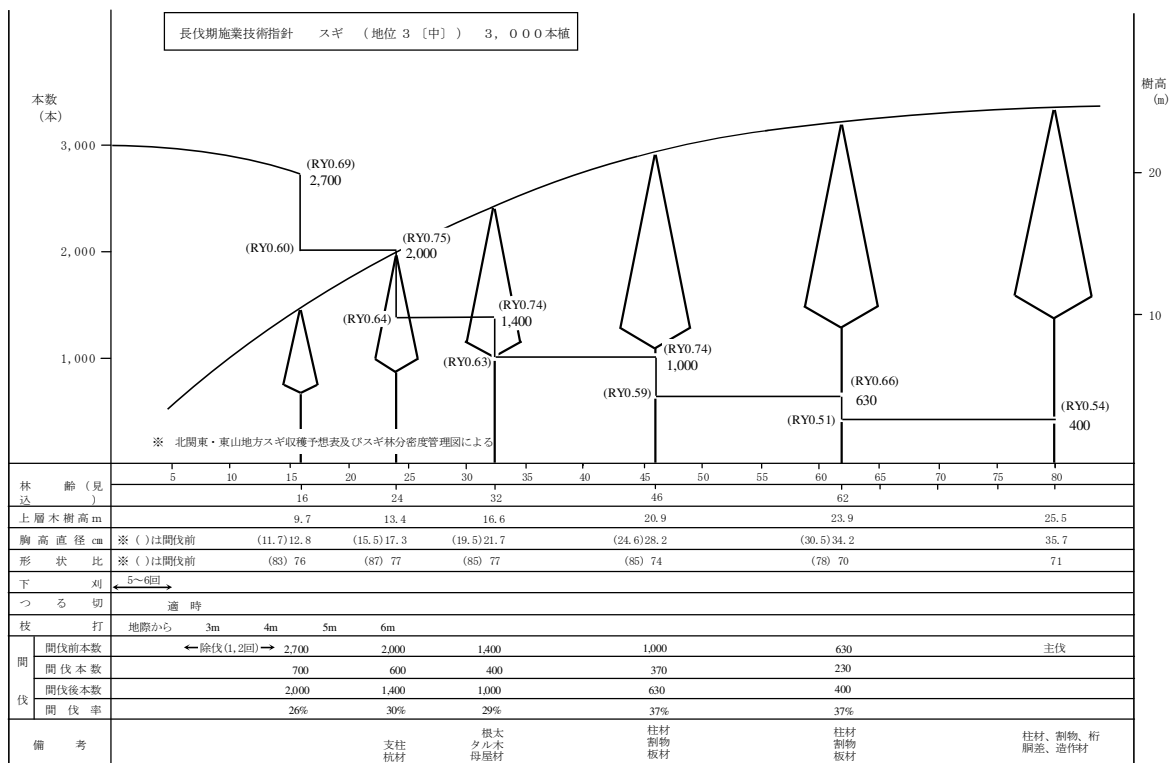 長伐期施業技術指針 スギ (地位３〔中〕) ３，０００本植
本数
(本)
樹高
(m)
3,000
2,000
1,000
20
10
(RY0.69)
2,700
(RY0.60)
(RY0.75)
2,000
(RY0.64)
(RY0.74)
1,400
(RY0.63)
(RY0.74)
1,000
(RY0.59)
(RY0.66)
630
(RY0.51)
(RY0.54)
400
※ 北関東・東山地方スギ収穫予想表及びスギ林分密度管理図による
5 10 15 20 25 30 35 40 45 50 55 60 65 70 75 80
林齢(見込) 16 24 32 46 62
上層木樹高ｍ 9.7 13.4 16.6 20.9 23.9 25.5
胸高直径㎝ ※ ( )は間伐前 (11.7)12.8 (15.5)17.3 (19.5)21.7 (24.6)28.2 (30.5)34.2 35.7
形状比 ※ ( )は間伐前 (83) 76 (87) 77 (85) 77 (85) 74 (78) 70 71
下刈 5～6回
つる切 適時
枝打 地際から 3m 4m 5m 6m
間伐
間伐前本数 ←除伐(1,2回)→ 2,700 2,000 1,400 1,000 630 主伐
間伐本数 700 600 400 370 230
間伐後本数 2,000 1,400 1,000 630 400
間伐率 26% 30% 29% 37% 37%
備考
支柱
杭材
根太
タル木
母屋材
柱材
割物
板材
柱材
割物
板材
柱材、割物、桁
胴差、造作材